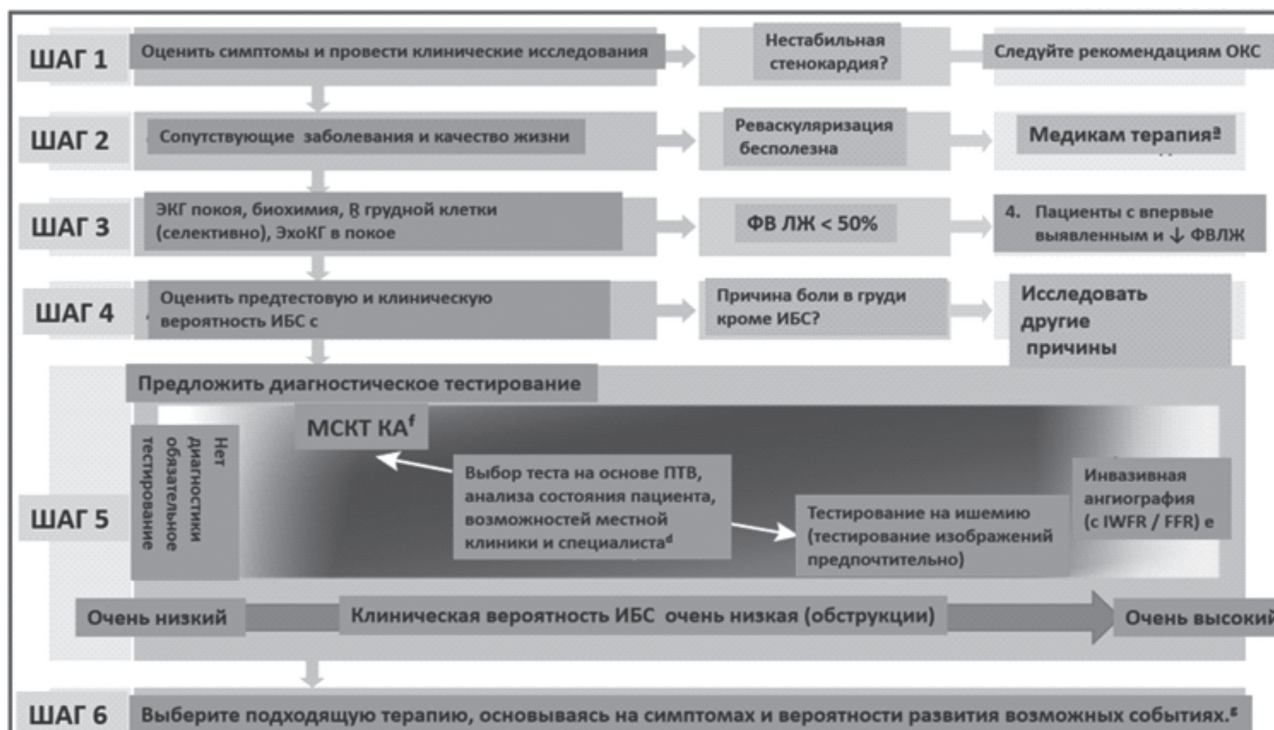 ШАГ 1
Оценить симптомы и провести клинические исследования
Нестабильная
стенокардия?
Следуйте рекомендациям ОКС
ШАГ 2
Сопутствующие заболевания и качество жизни
Реваскуляризация
бесполезна
Медикам терапияª
ШАГ 3
ЭКГ покоя, биохимия, R грудной клетки
(селективно), ЭхоКГ в покое
ФВ ЛЖ < 50%
4. Пациенты с впервые
выявленным и ↓ ФВЛЖ
ШАГ 4
Оценить предтестовую и клиническую
вероятность ИБС с
Причина боли в груди
кроме ИБС?
Исследовать
другие
причины
ШАГ 5
Предложить диагностическое тестирование
Нет
диагностики
обязательное
тестирование
МСКТ КАᶠ
Выбор теста на основе ПТВ,
анализа состояния пациента,
возможностей местной
клиники и специалистаᵈ
Тестирование на ишемию
(тестирование изображений
предпочтительно)
Инвазивная
ангиография
(с IWFR / FFR) е
Очень низкий
Клиническая вероятность ИБС очень низкая (обструкции)
Очень высокий
ШАГ 6
Выберите подходящую терапию, основываясь на симптомах и вероятности развития возможных событий.ᵍ